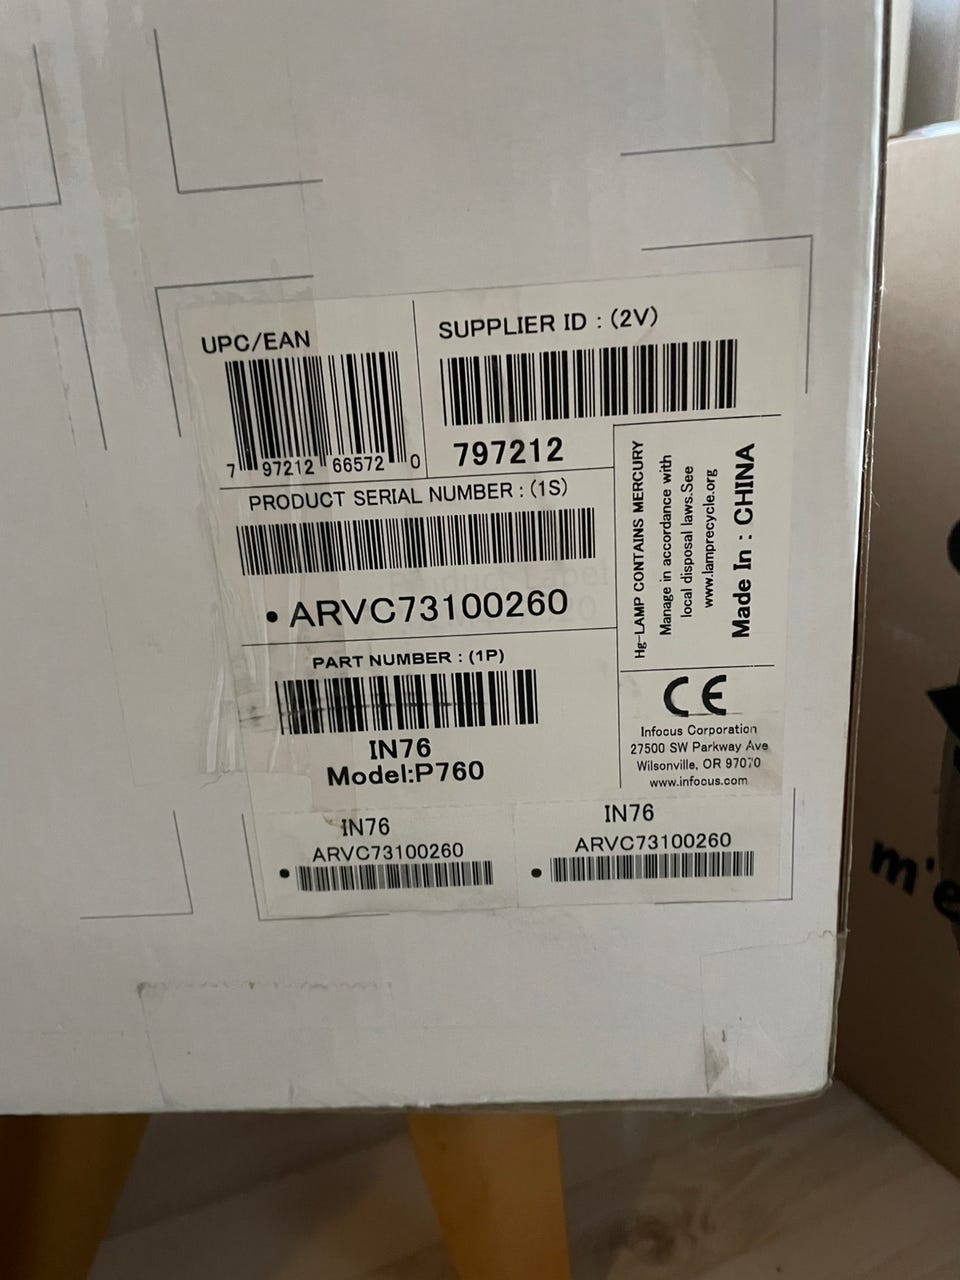 UPC/EAN
7 97212 66572 0
SUPPLIER ID : (2V)
797212
PRODUCT SERIAL NUMBER : (1S)
• ARVC73100260
PART NUMBER : (1P)
IN76
Model:P760
Hg-LAMP CONTAINS MERCURY
Manage in accordance with
local disposal laws.See
www.lamprecycle.org
Made In : CHINA
CE
Infocus Corporation
27500 SW Parkway Ave
Wilsonville, OR 97070
www.infocus.com
IN76
ARVC73100260
IN76
ARVC73100260
m'e